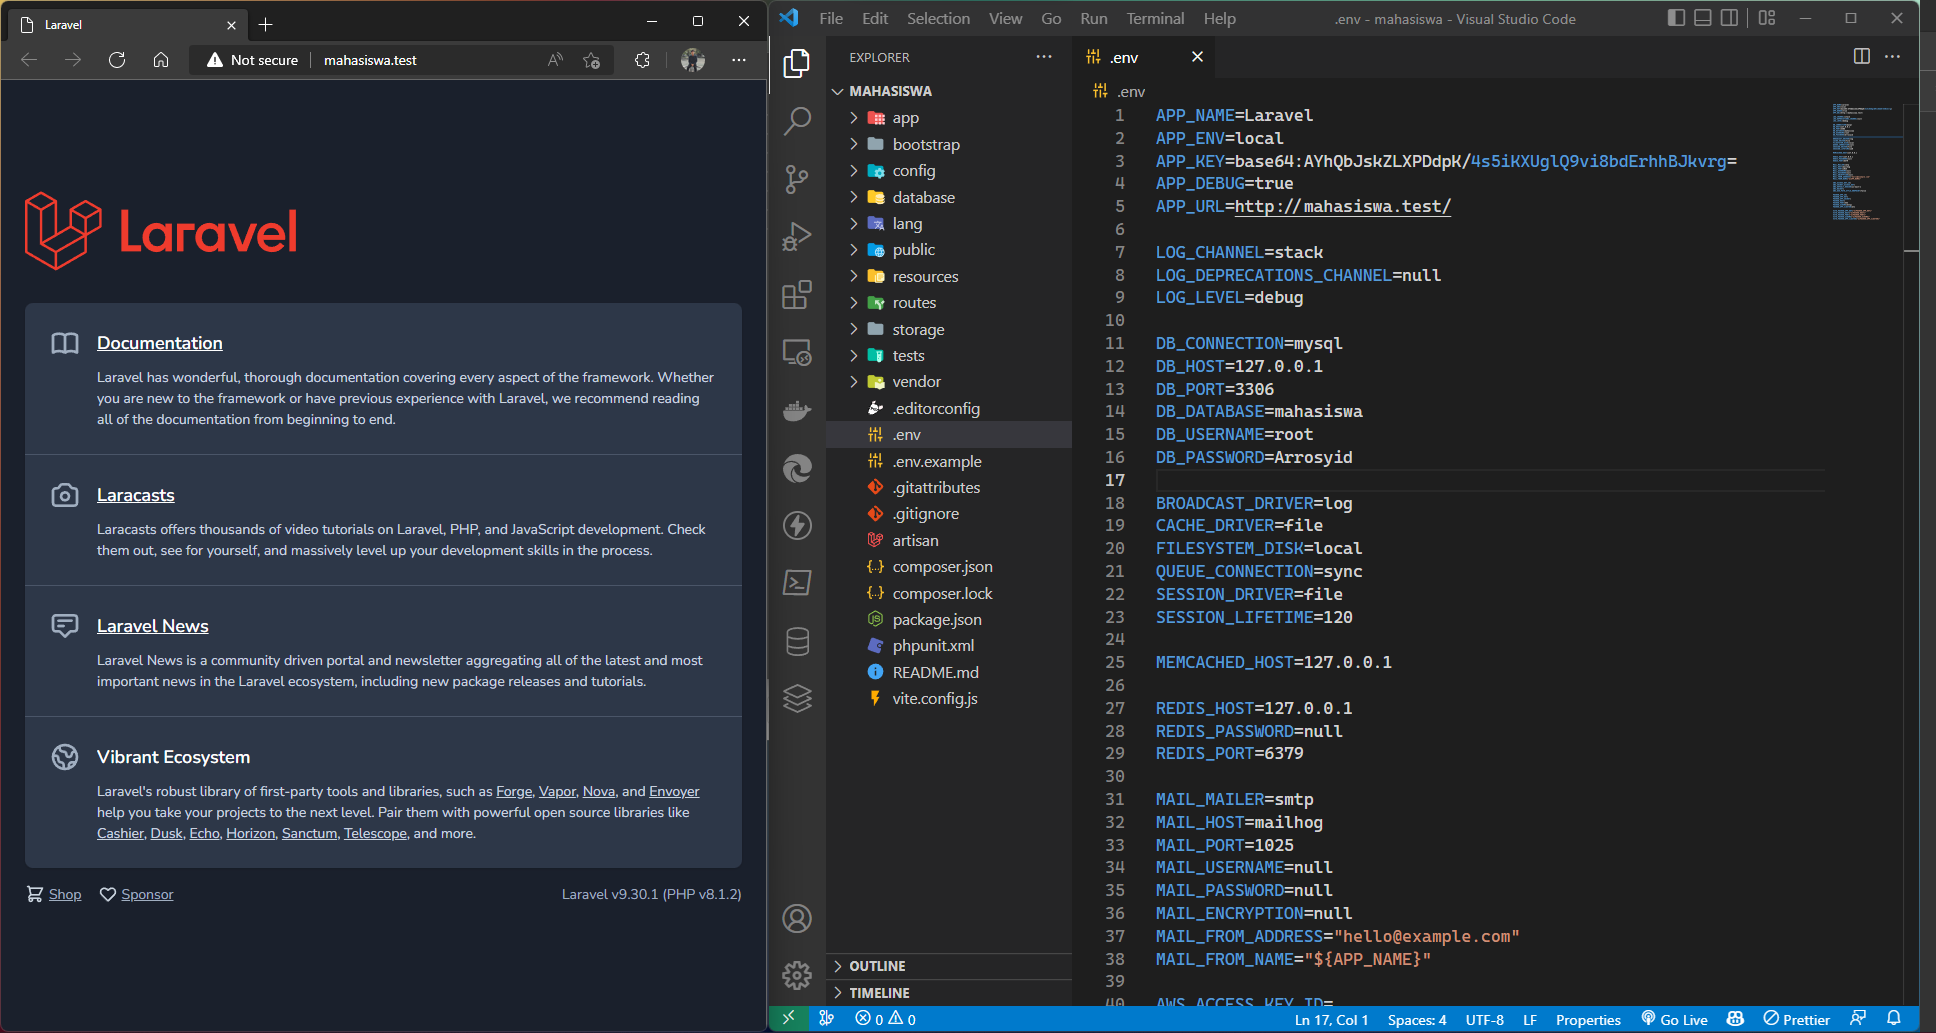 Laravel
Not secure
mahasiswa.test
Laravel
Documentation
Laravel has wonderful, thorough documentation covering every aspect of the framework. Whether
you are new to the framework or have previous experience with Laravel, we recommend reading
all of the documentation from beginning to end.
Laracasts
Laracasts offers thousands of video tutorials on Laravel, PHP, and JavaScript development. Check
them out, see for yourself, and massively level up your development skills in the process.
Laravel News
Laravel News is a community driven portal and newsletter aggregating all of the latest and most
important news in the Laravel ecosystem, including new package releases and tutorials.
Vibrant Ecosystem
Laravel's robust library of first-party tools and libraries, such as Forge, Vapor, Nova, and Envoyer
help you take your projects to the next level. Pair them with powerful open source libraries like
Cashier, Dusk, Echo, Horizon, Sanctum, Telescope, and more.
Shop Sponsor Laravel v9.30.1 (PHP v8.1.2)
File Edit Selection View Go Run Terminal Help .env - mahasiswa - Visual Studio Code
EXPLORER
MAHASISWA
app
bootstrap
config
database
lang
public
resources
routes
storage
tests
vendor
.editorconfig
.env
.env.example
.gitattributes
.gitignore
artisan
composer.json
composer.lock
package.json
phpunit.xml
README.md
vite.config.js
OUTLINE
TIMELINE
.env
.env
1 APP_NAME=Laravel
2 APP_ENV=local
3 APP_KEY=base64:AYhQbJskZLXPDdpK/4s5iKXUglQ9vi8bdErhhBJkvrg=
4 APP_DEBUG=true
5 APP_URL=http://mahasiswa.test/
6
7 LOG_CHANNEL=stack
8 LOG_DEPRECATIONS_CHANNEL=null
9 LOG_LEVEL=debug
10
11 DB_CONNECTION=mysql
12 DB_HOST=127.0.0.1
13 DB_PORT=3306
14 DB_DATABASE=mahasiswa
15 DB_USERNAME=root
16 DB_PASSWORD=Arrosyid
17
18 BROADCAST_DRIVER=log
19 CACHE_DRIVER=file
20 FILESYSTEM_DISK=local
21 QUEUE_CONNECTION=sync
22 SESSION_DRIVER=file
23 SESSION_LIFETIME=120
24
25 MEMCACHED_HOST=127.0.0.1
26
27 REDIS_HOST=127.0.0.1
28 REDIS_PASSWORD=null
29 REDIS_PORT=6379
30
31 MAIL_MAILER=smtp
32 MAIL_HOST=mailhog
33 MAIL_PORT=1025
34 MAIL_USERNAME=null
35 MAIL_PASSWORD=null
36 MAIL_ENCRYPTION=null
37 MAIL_FROM_ADDRESS="hello@example.com"
38 MAIL_FROM_NAME="${APP_NAME}"
39
40 AWS_ACCESS_KEY_ID=
0 0 Ln 17, Col 1 Spaces: 4 UTF-8 LF Properties Go Live Prettier